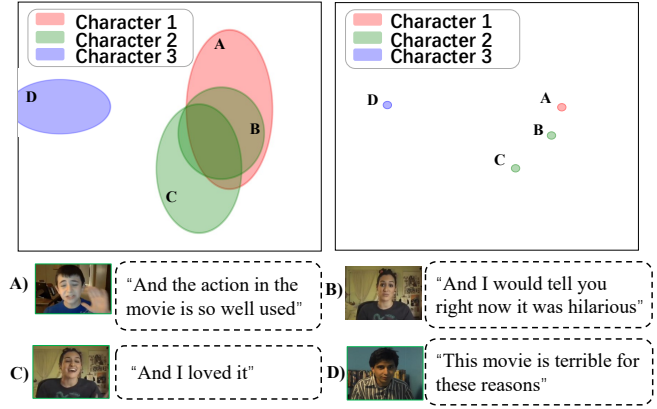 Character 1
Character 2
Character 3
A
B
C
D
Character 1
Character 2
Character 3
A
B
C
D
A)
“And the action in the
movie is so well used”
B)
“And I would tell you
right now it was hilarious”
C)
“And I loved it”
D)
“This movie is terrible for
these reasons”